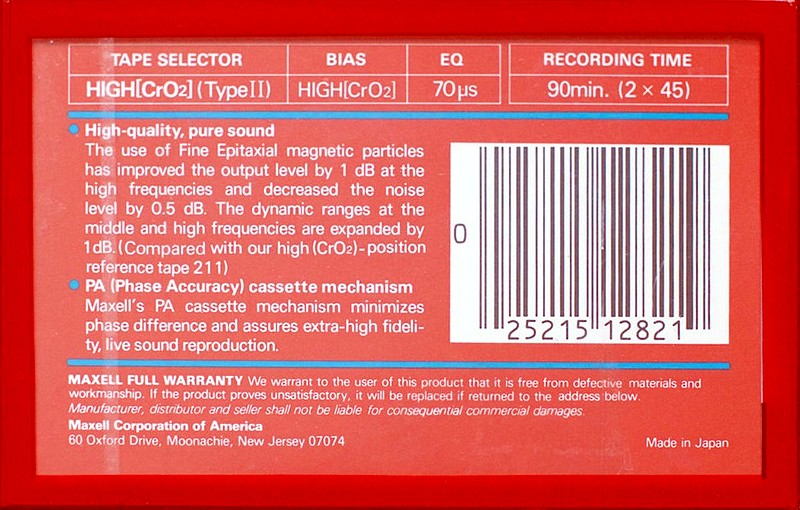 TAPE SELECTOR BIAS EQ RECORDING TIME
HIGH[CrO2] (TypeII) HIGH[CrO2] 70μs 90min. (2 × 45)
• High-quality, pure sound
The use of Fine Epitaxial magnetic particles
has improved the output level by 1 dB at the
high frequencies and decreased the noise
level by 0.5 dB. The dynamic ranges at the
middle and high frequencies are expanded by
1dB. (Compared with our high (CrO2)-position
reference tape 211)
• PA (Phase Accuracy) cassette mechanism
Maxell's PA cassette mechanism minimizes
phase difference and assures extra-high fideli-
ty, live sound reproduction.
0
25215 12821
MAXELL FULL WARRANTY We warrant to the user of this product that it is free from defective materials and
workmanship. If the product proves unsatisfactory, it will be replaced if returned to the address below.
Manufacturer, distributor and seller shall not be liable for consequential commercial damages.
Maxell Corporation of America
60 Oxford Drive, Moonachie, New Jersey 07074
Made in Japan